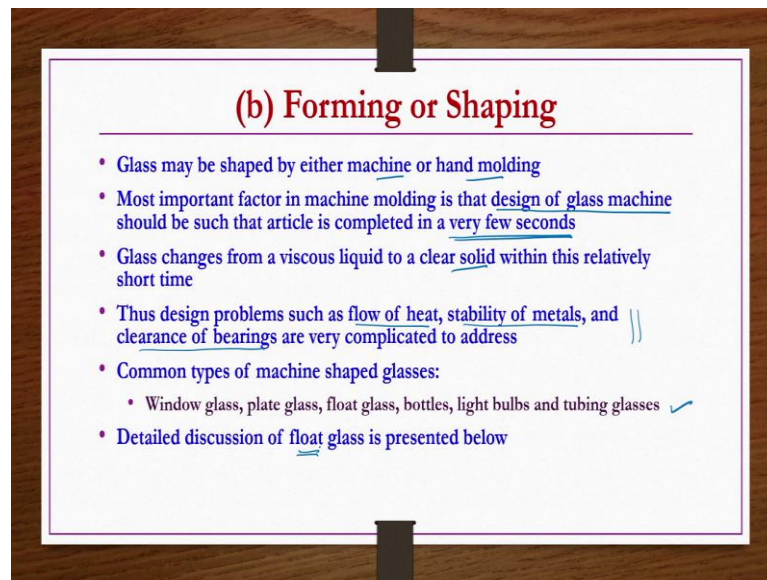 (b) Forming or Shaping
• Glass may be shaped by either machine or hand molding
• Most important factor in machine molding is that design of glass machine
should be such that article is completed in a very few seconds
• Glass changes from a viscous liquid to a clear solid within this relatively
short time
• Thus design problems such as flow of heat, stability of metals, and
clearance of bearings are very complicated to address
• Common types of machine shaped glasses:
• Window glass, plate glass, float glass, bottles, light bulbs and tubing glasses
• Detailed discussion of float glass is presented below